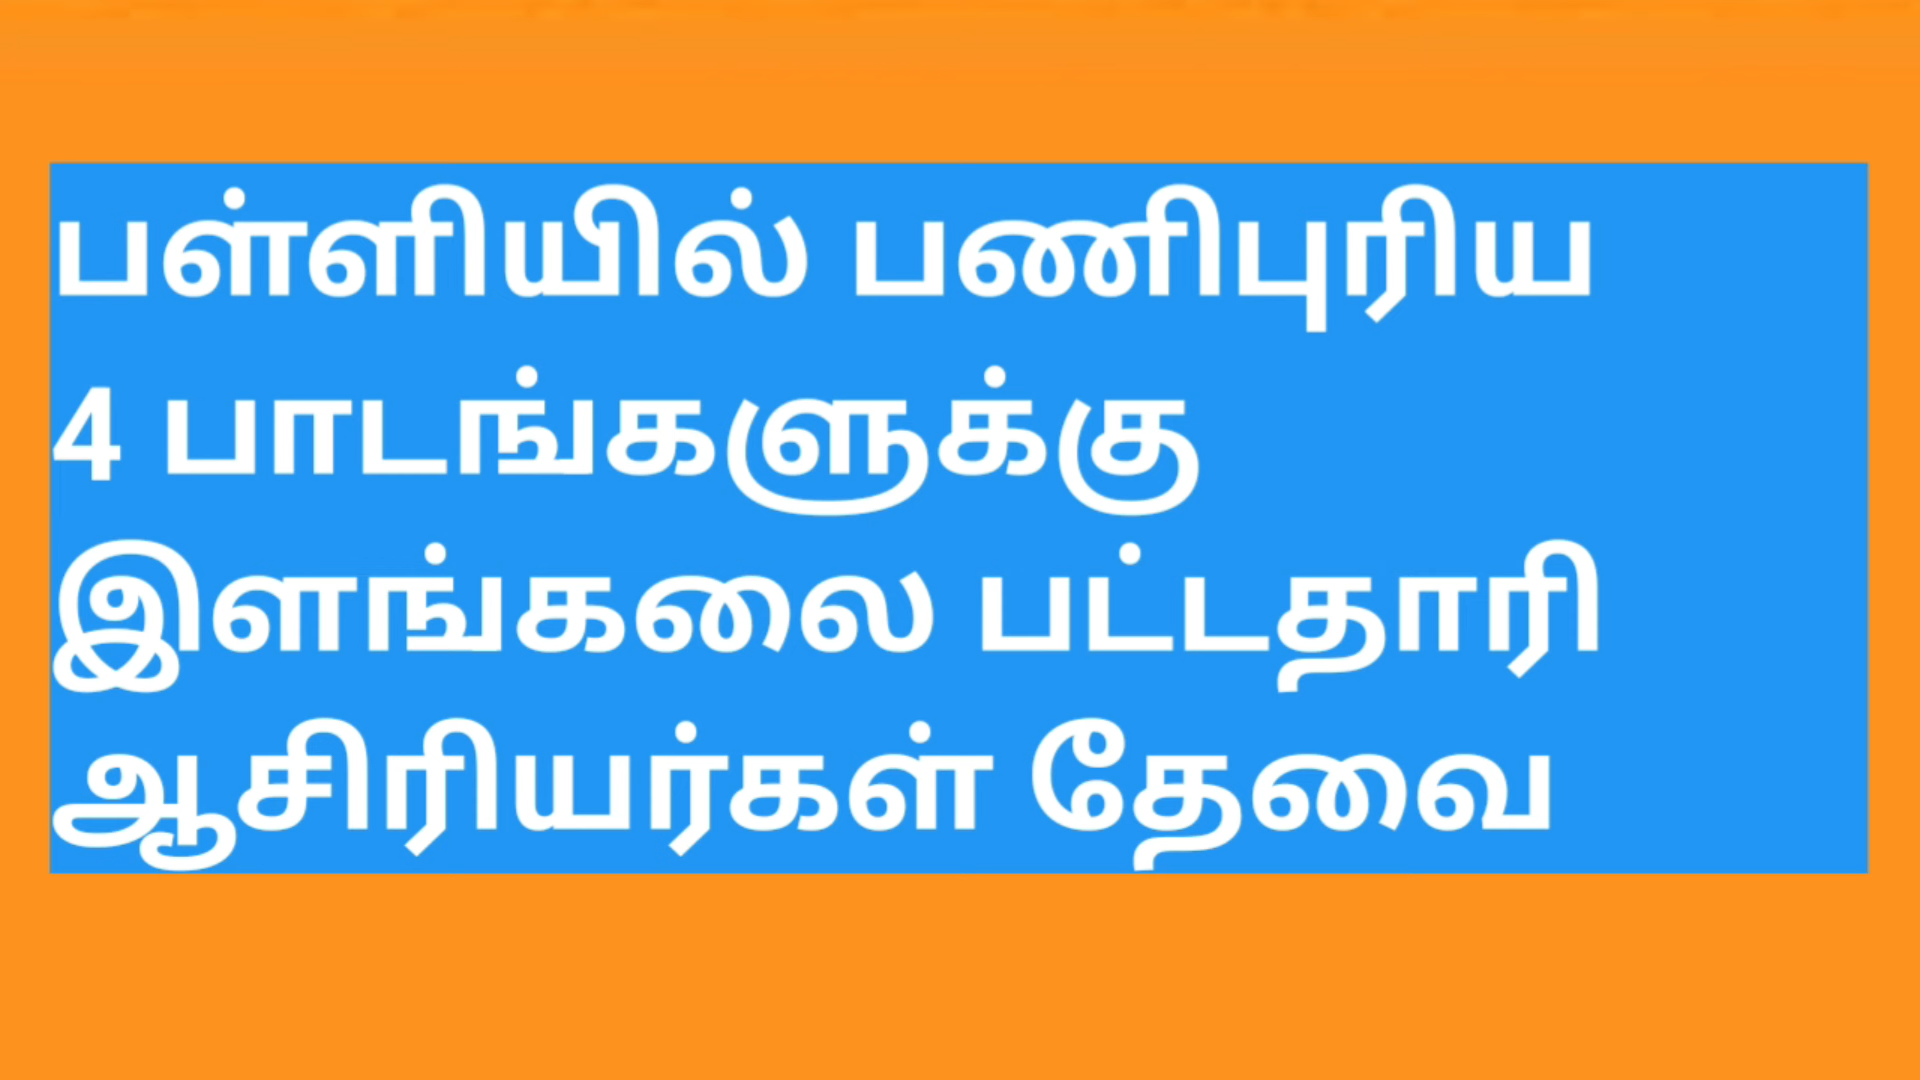 பள்ளியில் பணிபுரிய
4 பாடங்களுக்கு
இளங்கலை பட்டதாரி
ஆசிரியர்கள் தேவை